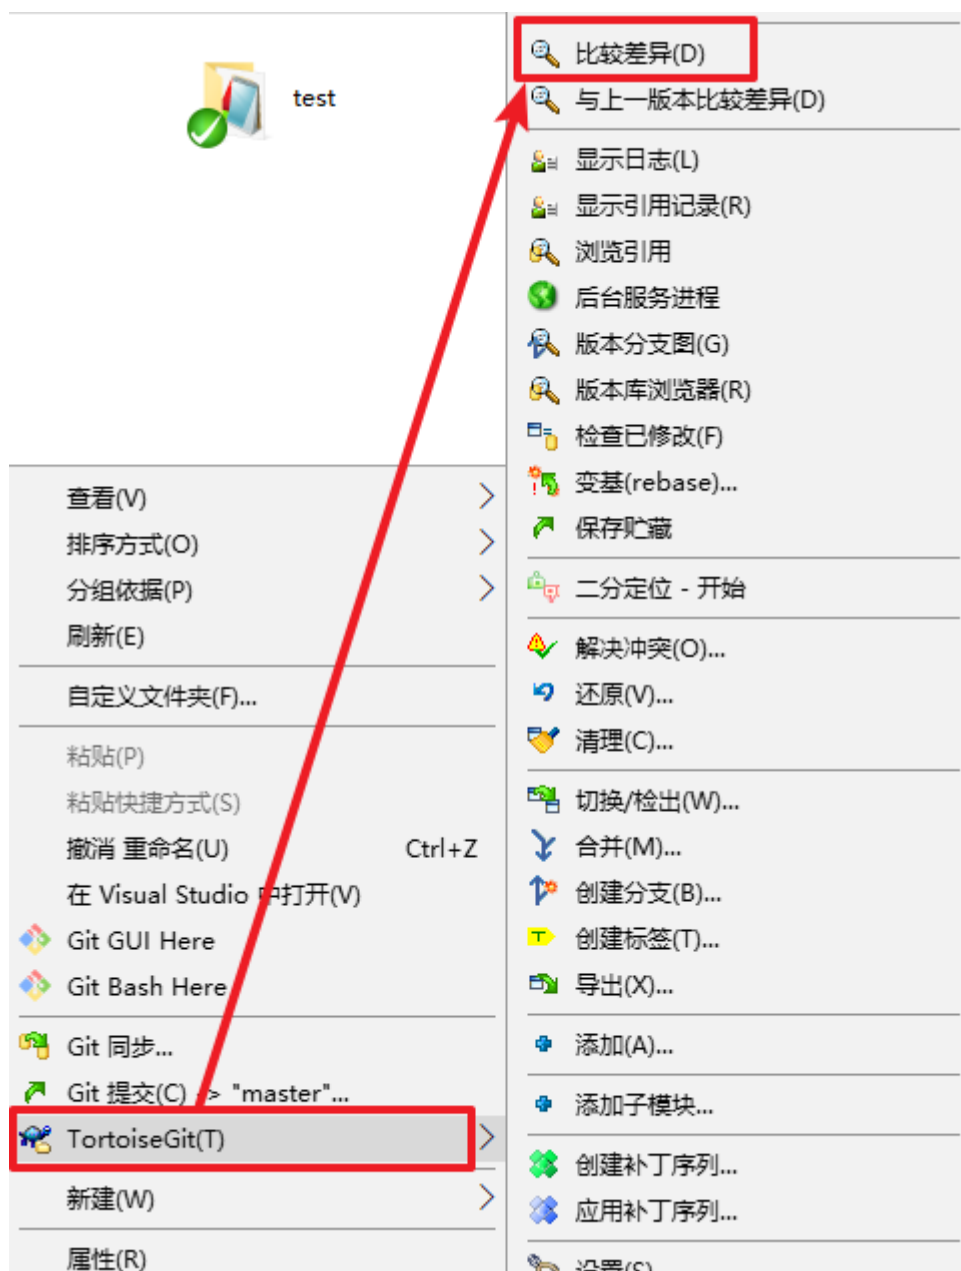 test
查看(V)
排序方式(O)
分组依据(P)
刷新(E)
自定义文件夹(F)...
粘贴(P)
粘贴快捷方式(S)
撤消 重命名(U) Ctrl+Z
在 Visual Studio 中打开(V)
Git GUI Here
Git Bash Here
Git 同步...
Git 提交(C) -> "master"...
TortoiseGit(T)
新建(W)
属性(R)
比较差异(D)
与上一版本比较差异(D)
显示日志(L)
显示引用记录(R)
浏览引用
后台服务进程
版本分支图(G)
版本库浏览器(R)
检查已修改(F)
变基(rebase)...
保存贮藏
二分定位 - 开始
解决冲突(O)...
还原(V)...
清理(C)...
切换/检出(W)...
合并(M)...
创建分支(B)...
创建标签(T)...
导出(X)...
添加(A)...
添加子模块...
创建补丁序列...
应用补丁序列...
设置(S)